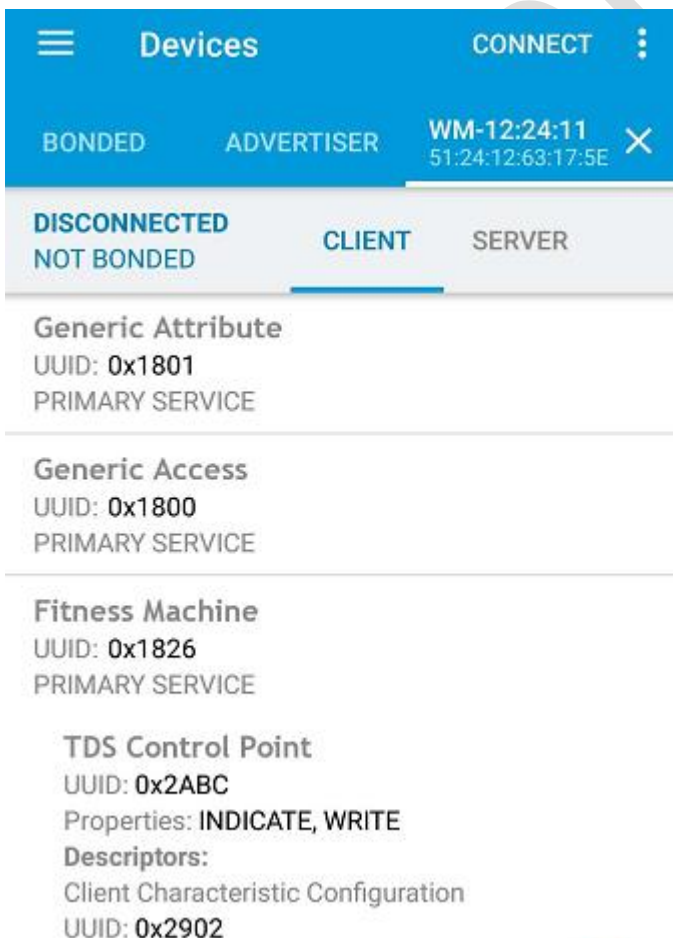 Devices CONNECT
BONDED ADVERTISER WM-12:24:11
51:24:12:63:17:5E
DISCONNECTED
NOT BONDED CLIENT SERVER
Generic Attribute
UUID: 0x1801
PRIMARY SERVICE
Generic Access
UUID: 0x1800
PRIMARY SERVICE
Fitness Machine
UUID: 0x1826
PRIMARY SERVICE
TDS Control Point
UUID: 0x2ABC
Properties: INDICATE, WRITE
Descriptors:
Client Characteristic Configuration
UUID: 0x2902